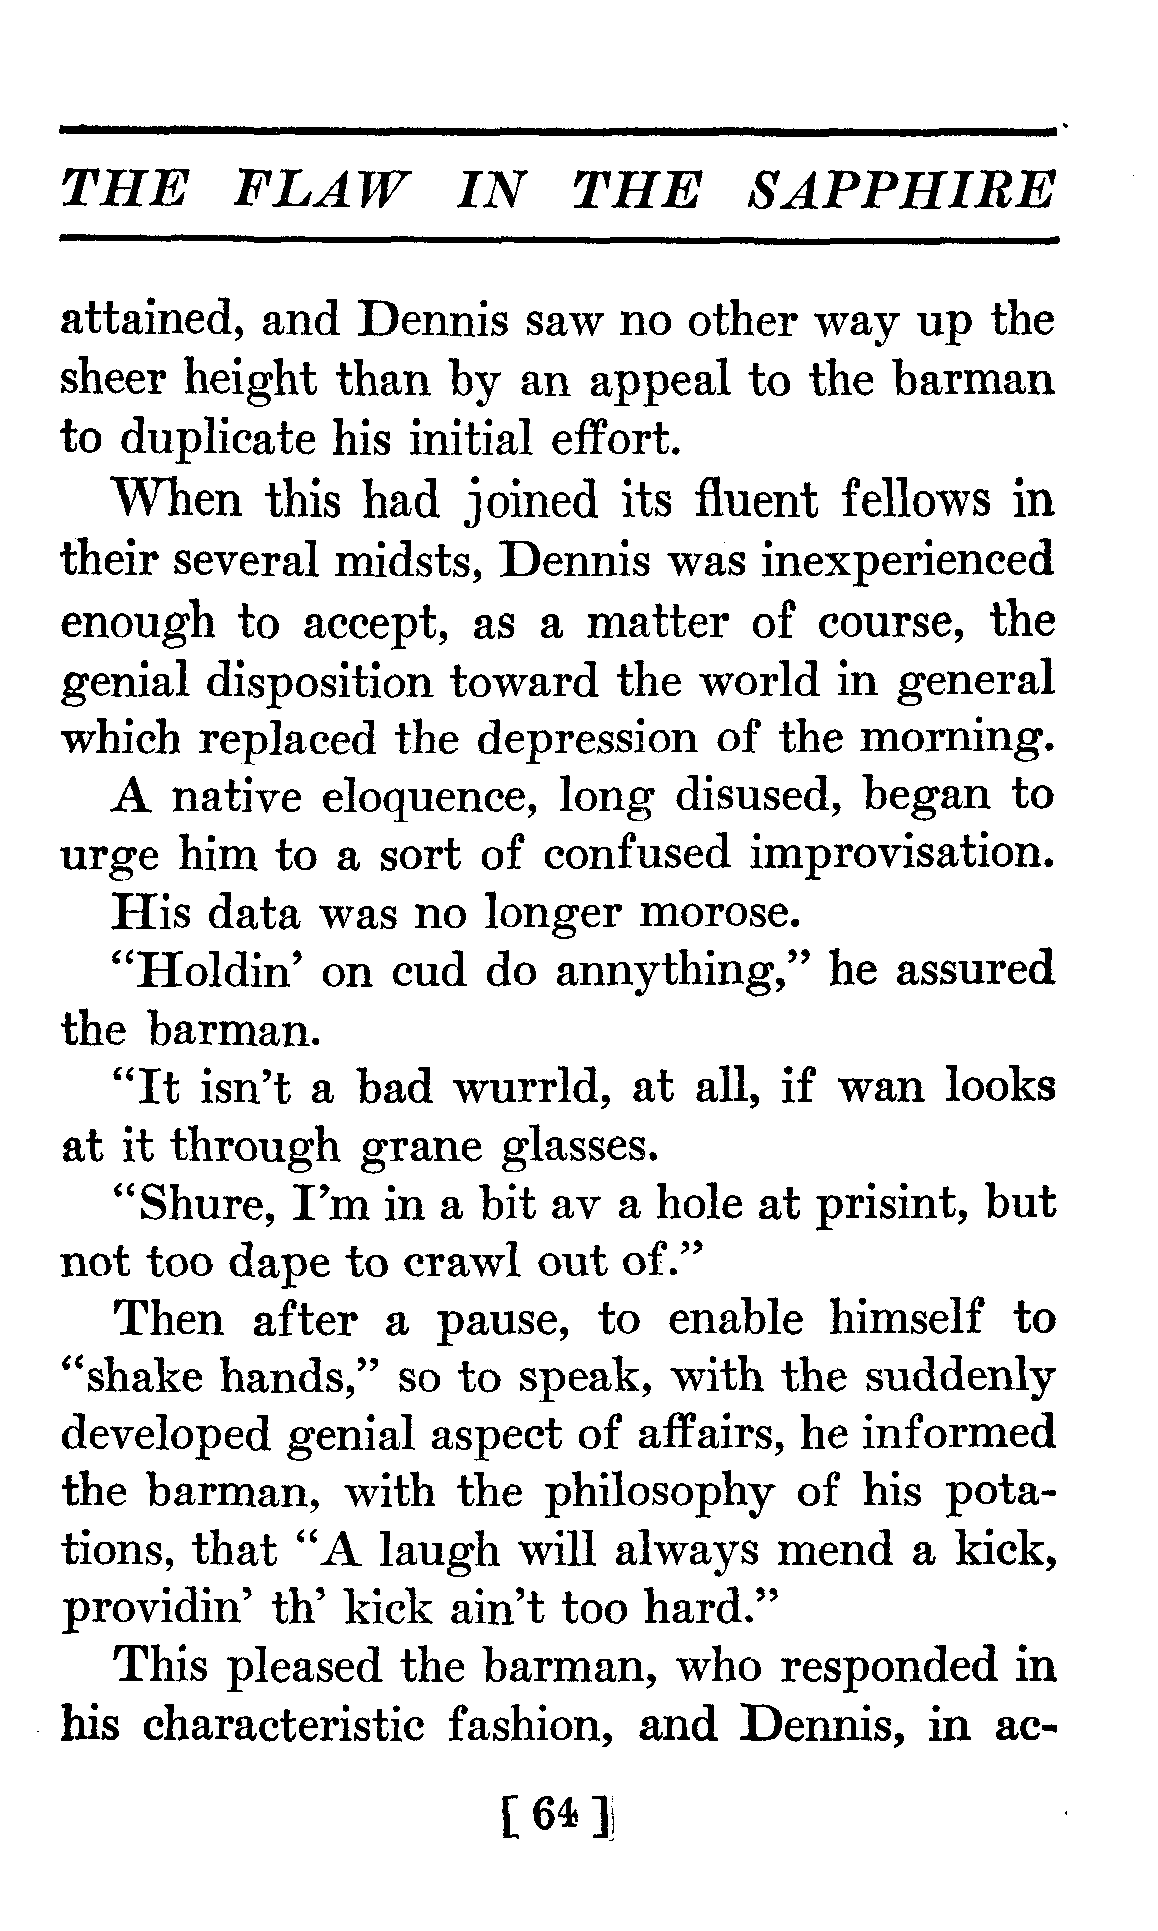 THE FLAW IN THE SAPPHIRE
attained, and Dennis saw no other way up the
sheer height than by an appeal to the barman
to duplicate his initial effort.
When this had joined its fluent fellows in
their several midsts, Dennis was inexperienced
enough to accept, as a matter of course, the
genial disposition toward the world in general
which replaced the depression of the morning.
A native eloquence, long disused, began to
urge him to a sort of confused improvisation.
His data was no longer morose.
“Holdin’ on cud do annything,” he assured
the barman.
“It isn’t a bad wurrld, at all, if wan looks
at it through grane glasses.
“Shure, I’m in a bit av a hole at prisint, but
not too dape to crawl out of.”
Then after a pause, to enable himself to
“shake hands,” so to speak, with the suddenly
developed genial aspect of affairs, he informed
the barman, with the philosophy of his pota-
tions, that “A laugh will always mend a kick,
providin’ th’ kick ain’t too hard.”
This pleased the barman, who responded in
his characteristic fashion, and Dennis, in ac-
[ 64 ]